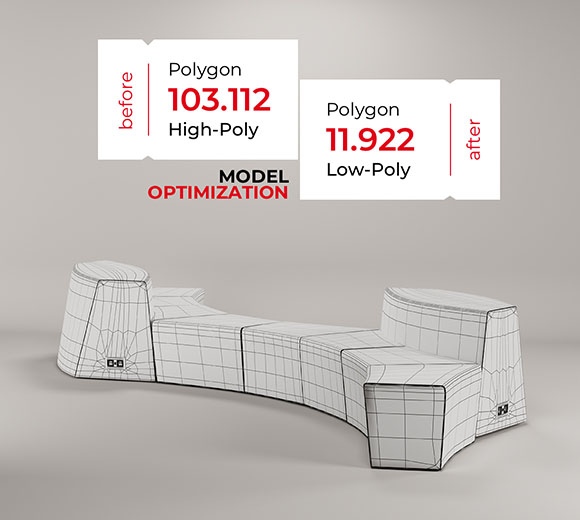 before
Polygon
103.112
High-Poly
Polygon
11.922
Low-Poly
after
MODEL
OPTIMIZATION